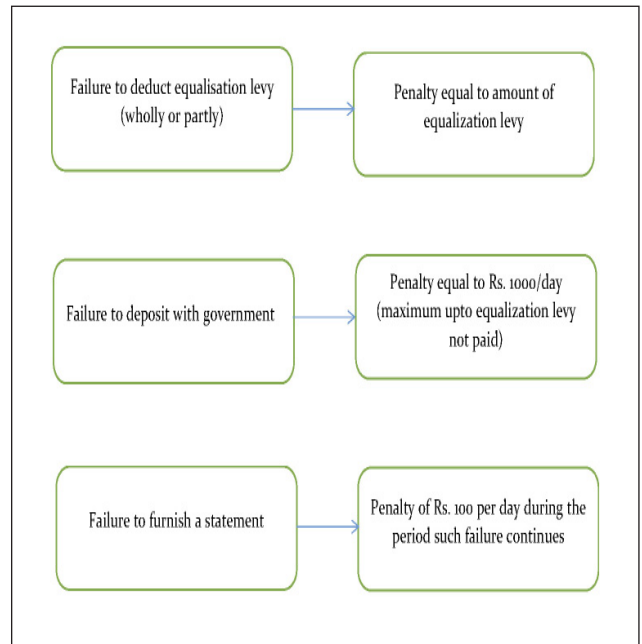 Failure to deduct equalisation levy
(wholly or partly)
Penalty equal to amount of
equalization levy
Failure to deposit with government
Penalty equal to Rs. 1000/day
(maximum upto equalization levy
not paid)
Failure to furnish a statement
Penalty of Rs. 100 per day during the
period such failure continues